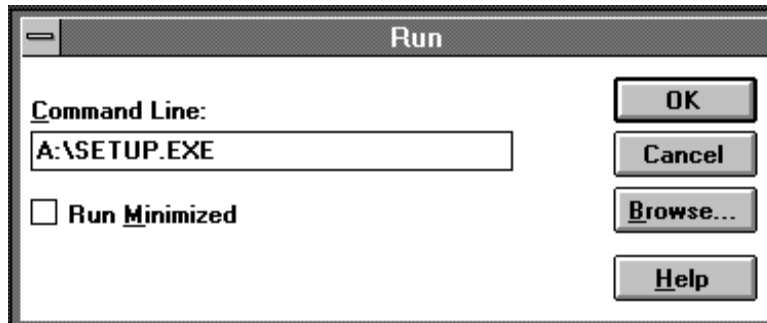 Run
Command Line:
A:\SETUP.EXE
Run Minimized
OK
Cancel
Browse...
Help